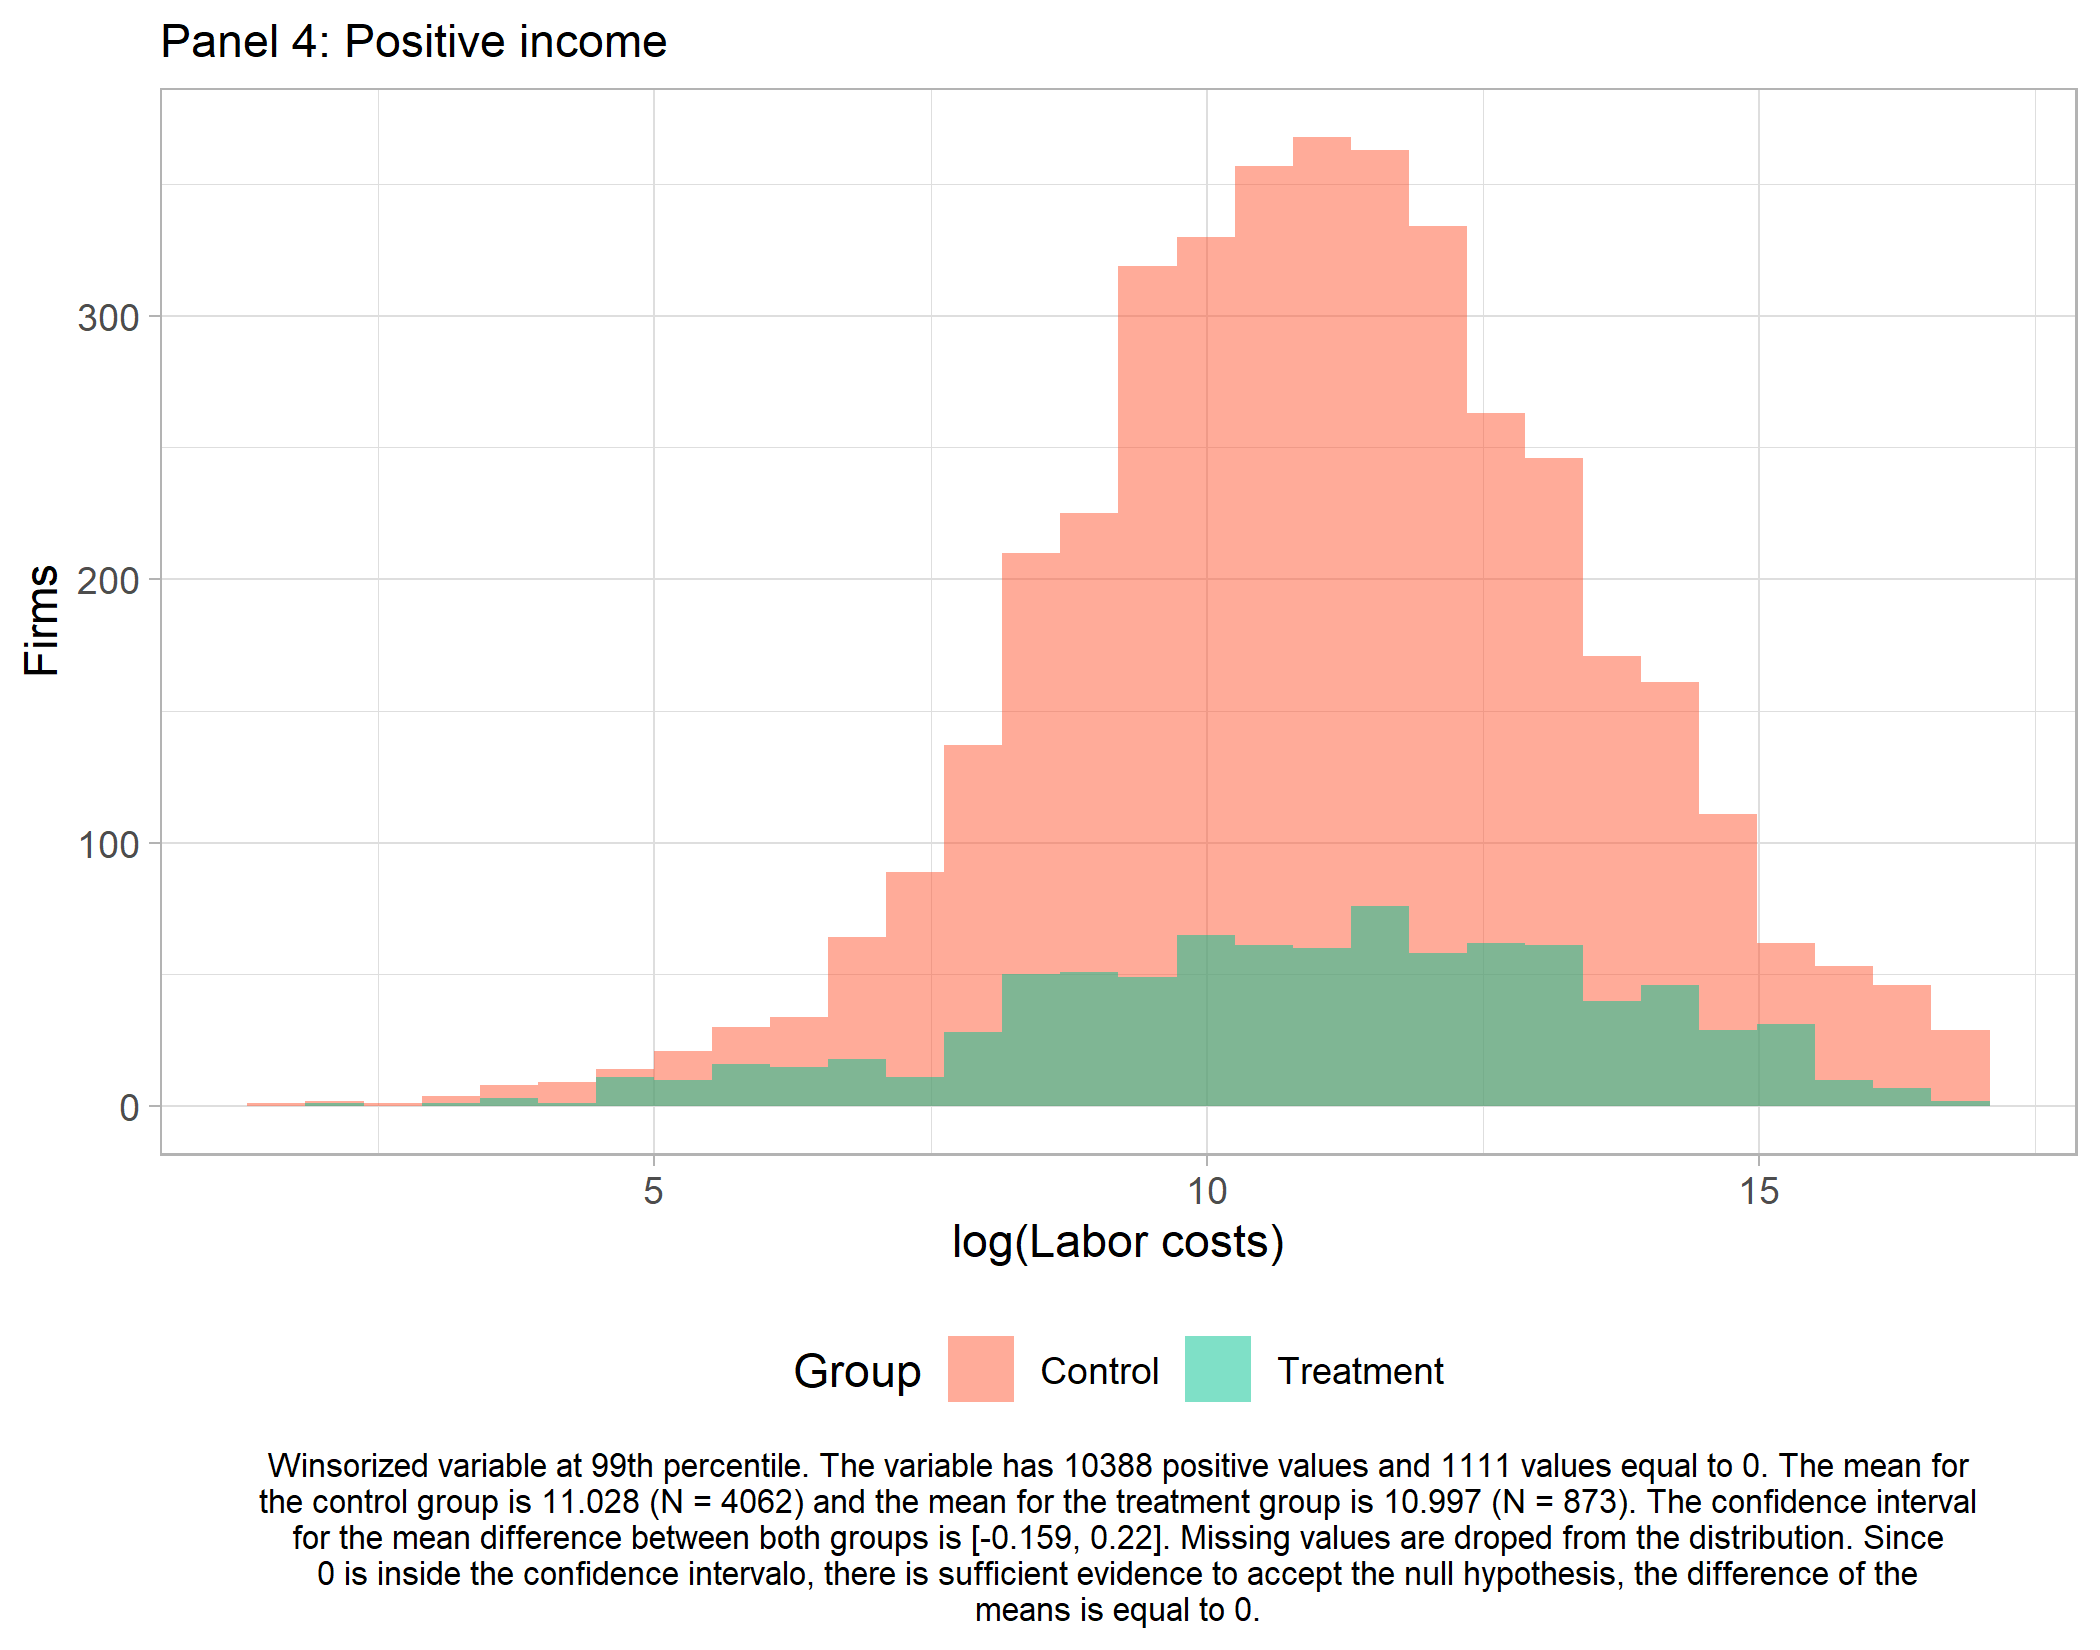 Panel 4: Positive income
300
200
100
0
Firms
5 10 15
log(Labor costs)
Group Control Treatment
Winsorized variable at 99th percentile. The variable has 10388 positive values and 1111 values equal to 0. The mean for
the control group is 11.028 (N = 4062) and the mean for the treatment group is 10.997 (N = 873). The confidence interval
for the mean difference between both groups is [-0.159, 0.22]. Missing values are droped from the distribution. Since
0 is inside the confidence intervalo, there is sufficient evidence to accept the null hypothesis, the difference of the
means is equal to 0.